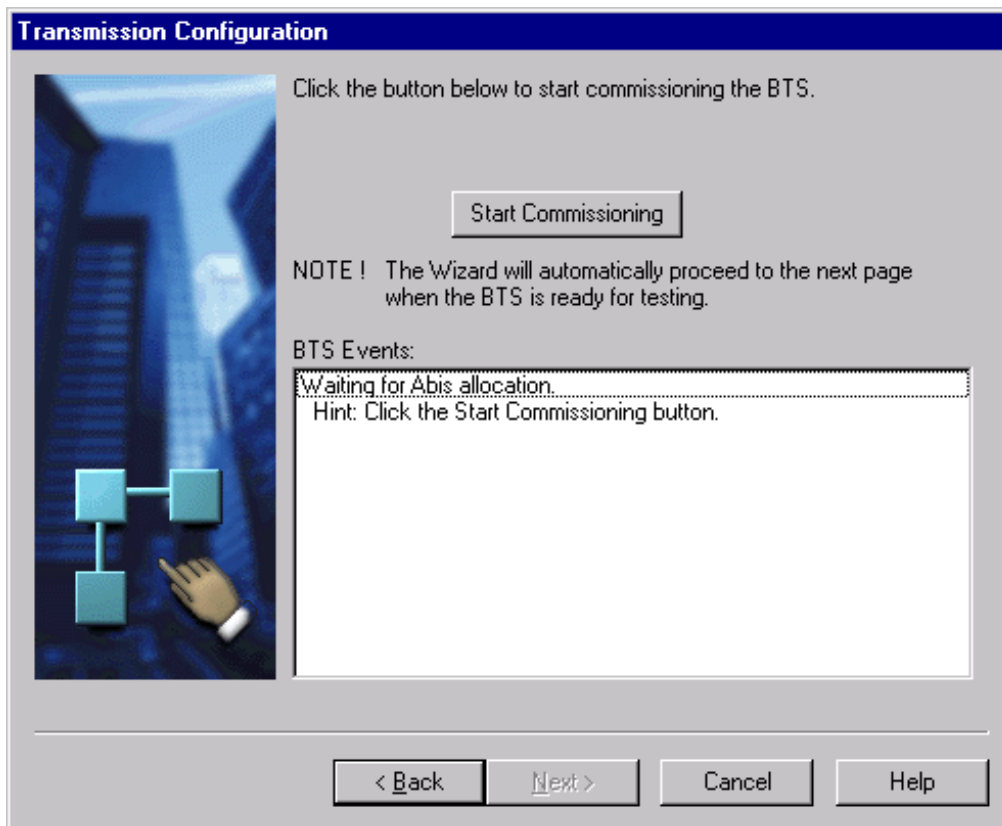 Transmission Configuration
Click the button below to start commissioning the BTS.
Start Commissioning
NOTE ! The Wizard will automatically proceed to the next page
when the BTS is ready for testing.
BTS Events:
Waiting for Abis allocation.
Hint: Click the Start Commissioning button.
< Back
Next >
Cancel
Help